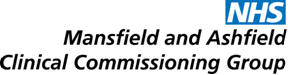 NHS
Mansfield and Ashfield
Clinical Commissioning Group